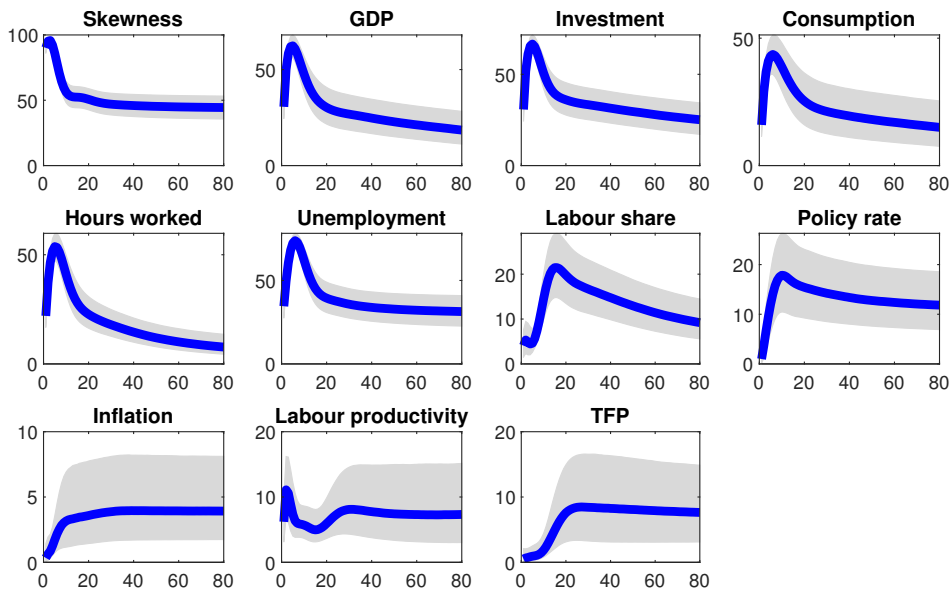 Skewness GDP Investment Consumption
100 50 0 0 20 40 60 80
50 0 0 20 40 60 80
50 0 0 20 40 60 80
50 0 0 20 40 60 80
Hours worked Unemployment Labour share Policy rate
50 0 0 20 40 60 80
50 0 0 20 40 60 80
20 10 0 0 20 40 60 80
20 10 0 0 20 40 60 80
Inflation Labour productivity TFP
10 5 0 0 20 40 60 80
20 10 0 0 20 40 60 80
20 10 0 0 20 40 60 80